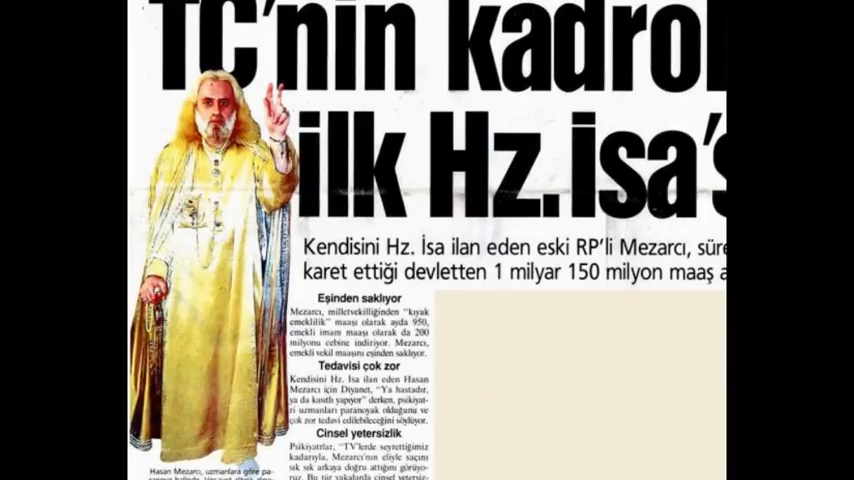 TC'nin kadrol
ilk Hz. İsa's
Kendisini Hz. İsa ilan eden eski RP'li Mezarcı, süre
karet ettiği devletten 1 milyar 150 milyon maaş a
Eşinden saklıyor
Mezarcı, milletvekilliğinden “kıyak
emeklilik” maaşı olarak ayda 950,
emekli imam maaşı olarak da 200
milyonu cebine indiriyor. Mezarcı,
emekli vekil maaşını eşinden saklıyor.
Tedavisi çok zor
Kendisini Hz. İsa ilan eden Hasan
Mezarcı için Diyanet, “Ya hastadır,
ya da kasıtlı yapıyor” derken, psikiyat-
ri uzmanları paranoyak olduğunu ve
çok zor tedavi edilebileceğini söylüyor.
Cinsel yetersizlik
Psikiyatrlar, “TV'lerde seyrettiğimiz
kadarıyla, Mezarcı'nın eliyle saçını
sık sık arkaya doğru attığını görüyo-
ruz. Bu tür vakalarda cinsel yetersiz-
Hasan Mezarcı, uzmanlara göre pa-